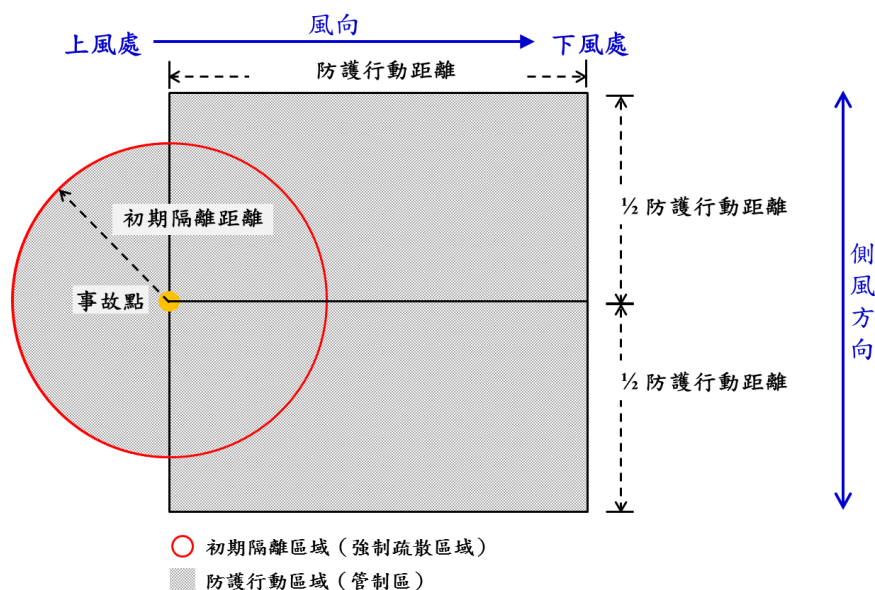 風向
上風處
下風處
防護行動距離
初期隔離距離
½ 防護行動距離
事故點
½ 防護行動距離
側風方向
初期隔離區域（強制疏散區域）
防護行動區域（管制區）